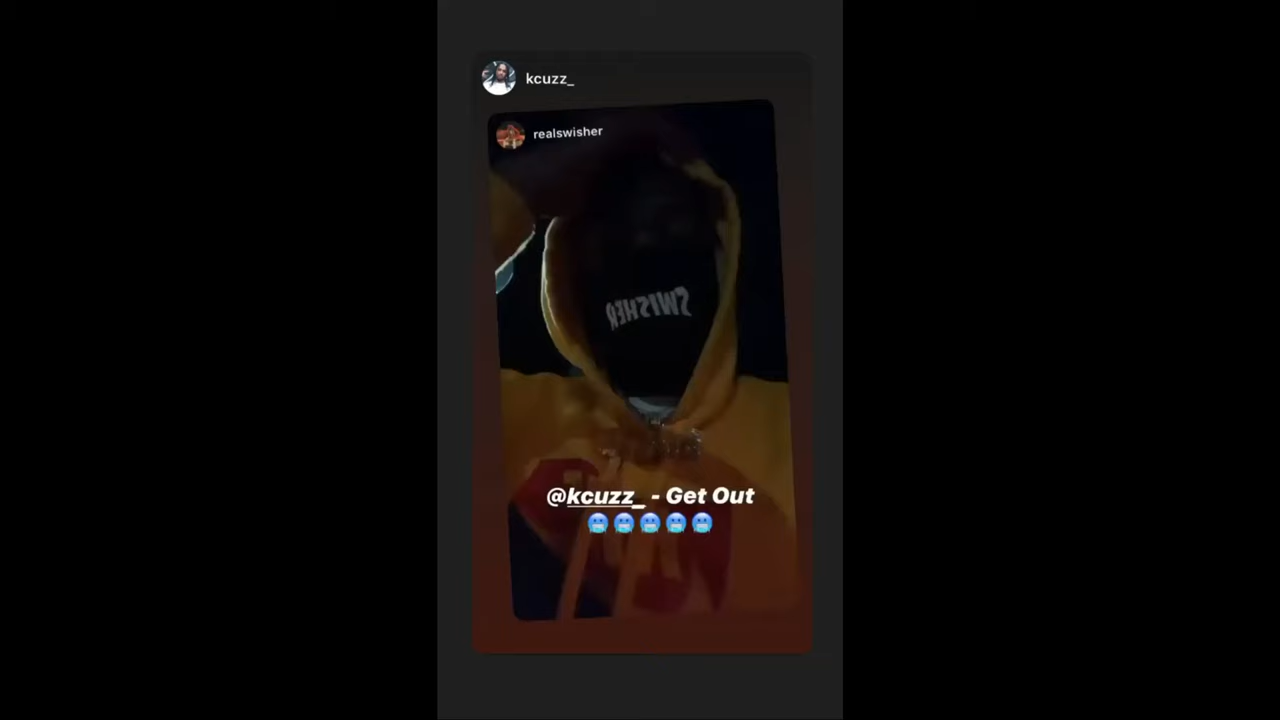 kcuzz_
realswisher
SWISHER
@kcuzz_ - Get Out
🥶🥶🥶🥶🥶